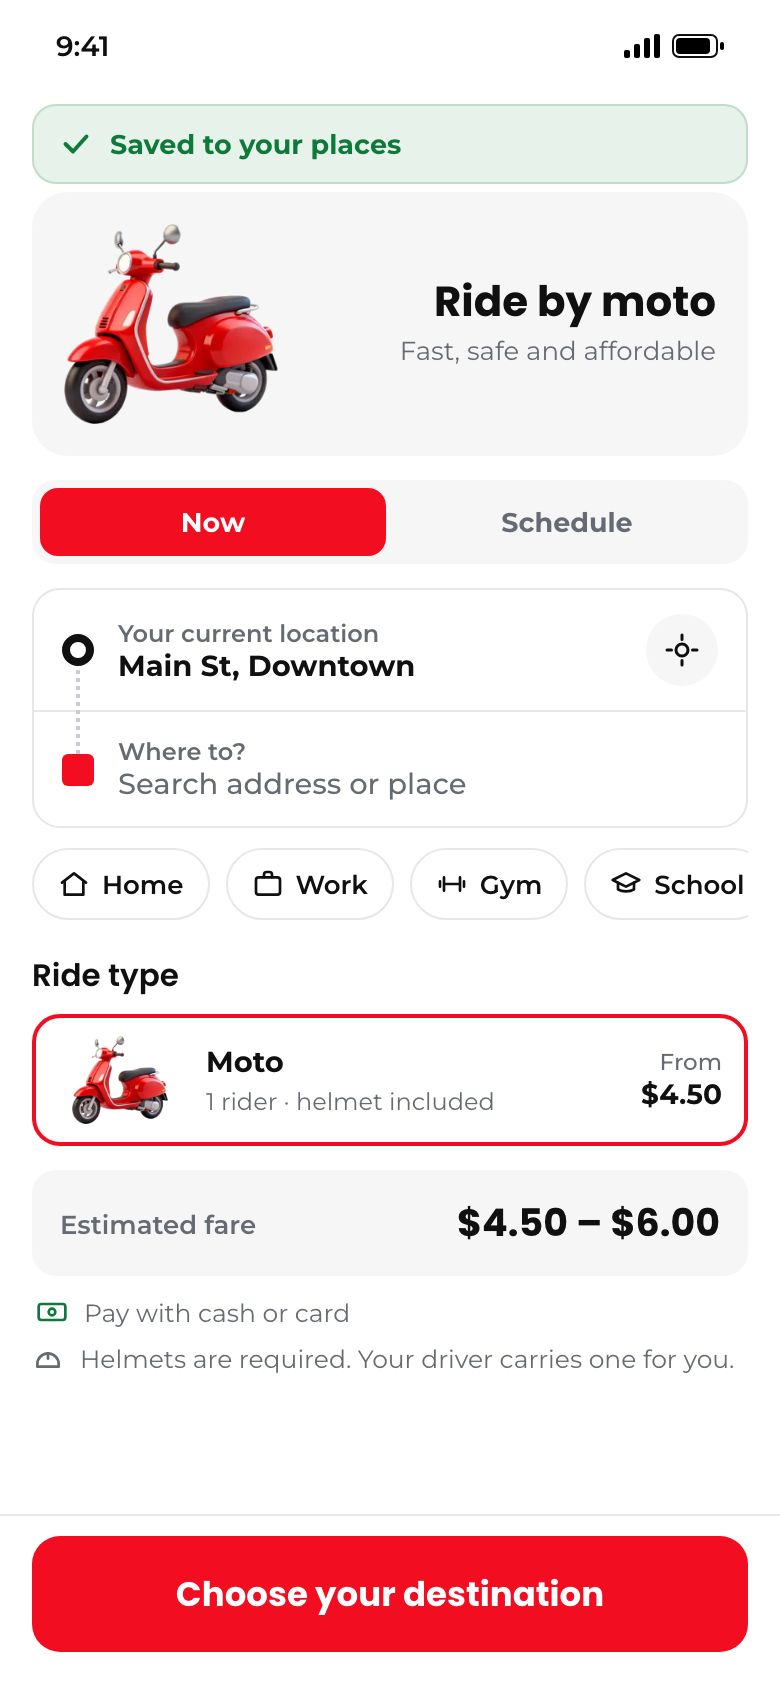 9:41
Saved to your places
Ride by moto
Fast, safe and affordable
Now
Schedule
Your current location
Main St, Downtown
Where to?
Search address or place
Home
Work
Gym
School
Ride type
Moto
1 rider · helmet included
From
$4.50
Estimated fare
$4.50 – $6.00
Pay with cash or card
Helmets are required. Your driver carries one for you.
Choose your destination